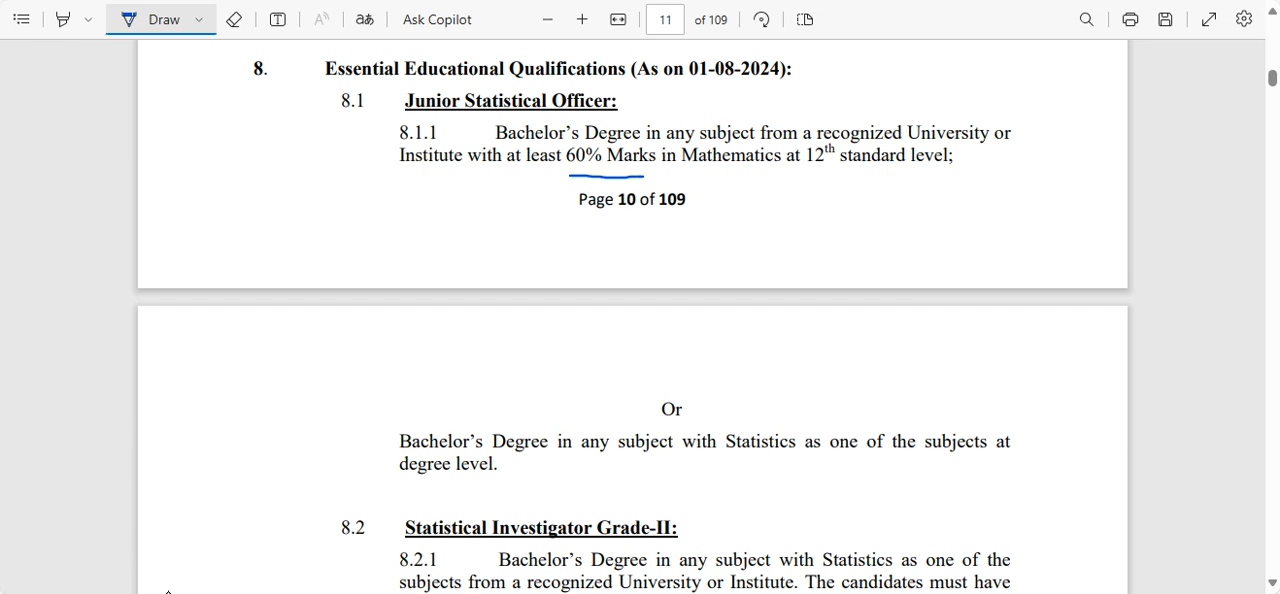 Draw
A
aあ
Ask Copilot
11
of 109
8. Essential Educational Qualifications (As on 01-08-2024):
8.1 Junior Statistical Officer:
8.1.1 Bachelor's Degree in any subject from a recognized University or
Institute with at least 60% Marks in Mathematics at 12th standard level;
Page 10 of 109
Or
Bachelor's Degree in any subject with Statistics as one of the subjects at
degree level.
8.2 Statistical Investigator Grade-II:
8.2.1 Bachelor's Degree in any subject with Statistics as one of the
subjects from a recognized University or Institute. The candidates must have